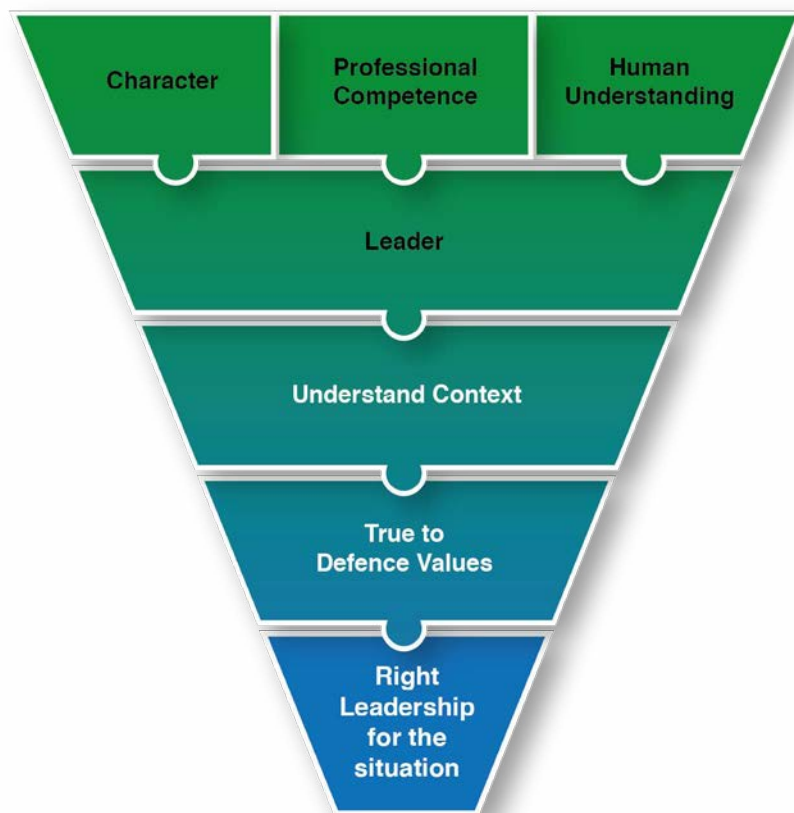 Character
Professional
Competence
Human
Understanding
Leader
Understand Context
True to
Defence Values
Right
Leadership
for the
situation